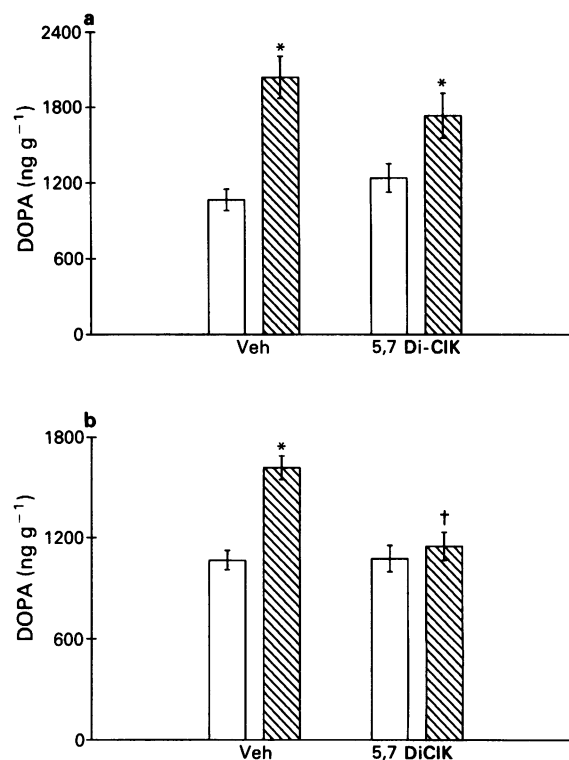 a
DOPA (ng g⁻¹)
2400
1800
1200
600
0
*
*
Veh
5,7 Di-ClK
b
DOPA (ng g⁻¹)
1800
1200
600
0
*
†
Veh
5,7 DiClK